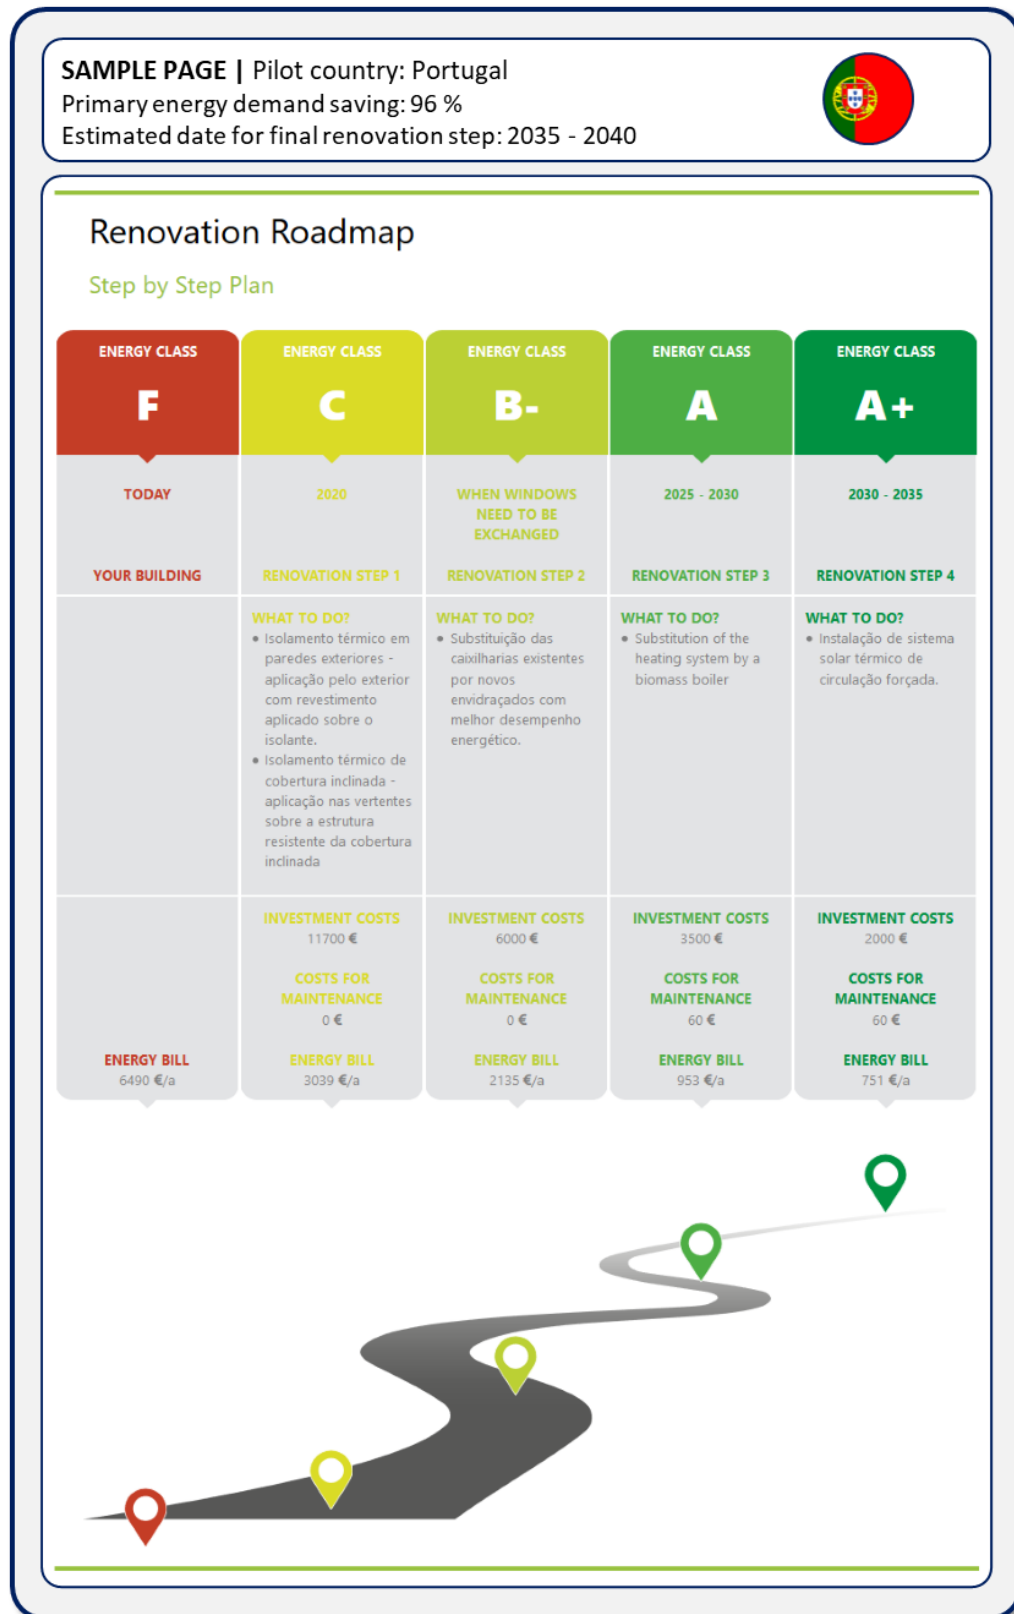 SAMPLE PAGE | Pilot country: Portugal
Primary energy demand saving: 96 %
Estimated date for final renovation step: 2035 - 2040
Renovation Roadmap
Step by Step Plan
ENERGY CLASS
F
TODAY
YOUR BUILDING
ENERGY BILL
6490 €/a
ENERGY CLASS
C
2020
RENOVATION STEP 1
WHAT TO DO?
• Isolamento térmico em
paredes exteriores -
aplicação pelo exterior
com revestimento
aplicado sobre o
isolante.
• Isolamento térmico de
cobertura inclinada -
aplicação nas vertentes
sobre a estrutura
resistente da cobertura
inclinada
INVESTMENT COSTS
11700 €
COSTS FOR
MAINTENANCE
0 €
ENERGY BILL
3039 €/a
ENERGY CLASS
B-
WHEN WINDOWS
NEED TO BE
EXCHANGED
RENOVATION STEP 2
WHAT TO DO?
• Substituição das
caixilharias existentes
por novos
envidraçados com
melhor desempenho
energético.
INVESTMENT COSTS
6000 €
COSTS FOR
MAINTENANCE
0 €
ENERGY BILL
2135 €/a
ENERGY CLASS
A
2025 - 2030
RENOVATION STEP 3
WHAT TO DO?
• Substitution of the
heating system by a
biomass boiler
INVESTMENT COSTS
3500 €
COSTS FOR
MAINTENANCE
60 €
ENERGY BILL
953 €/a
ENERGY CLASS
A+
2030 - 2035
RENOVATION STEP 4
WHAT TO DO?
• Instalação de sistema
solar térmico de
circulação forçada.
INVESTMENT COSTS
2000 €
COSTS FOR
MAINTENANCE
60 €
ENERGY BILL
751 €/a